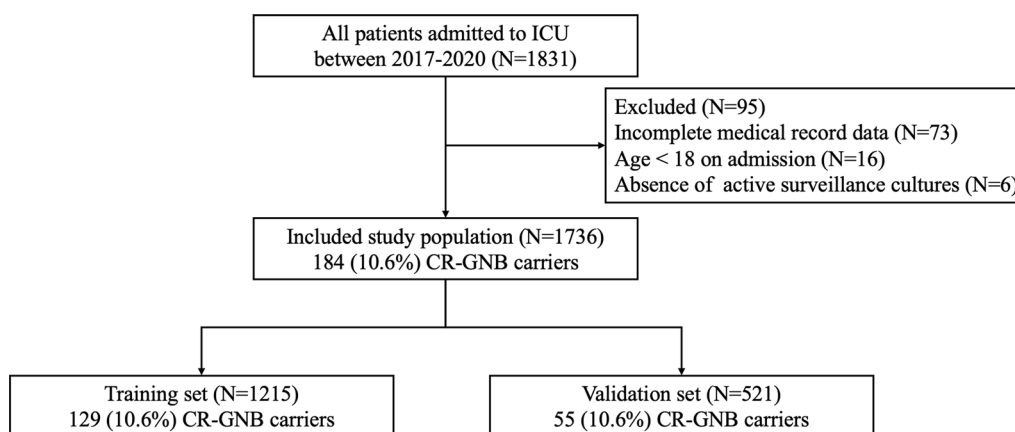 All patients admitted to ICU
between 2017-2020 (N=1831)
Excluded (N=95)
Incomplete medical record data (N=73)
Age < 18 on admission (N=16)
Absence of active surveillance cultures (N=6)
Included study population (N=1736)
184 (10.6%) CR-GNB carriers
Training set (N=1215)
129 (10.6%) CR-GNB carriers
Validation set (N=521)
55 (10.6%) CR-GNB carriers